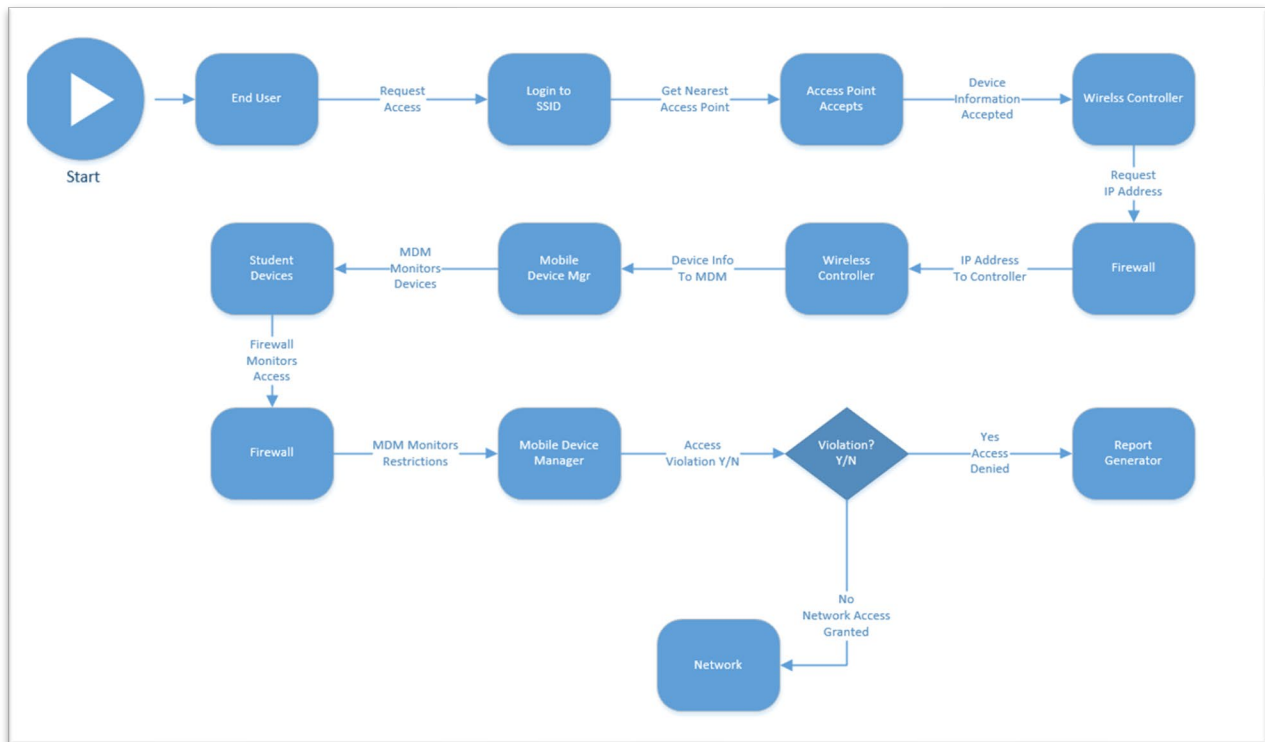 Start
End User
Request
Access
Login to
SSID
Get Nearest
Access Point
Access Point
Accepts
Device
Information
Accepted
Wirelss Controller
Request
IP Address
Firewall
IP Address
To Controller
Wireless
Controller
Device Info
To MDM
Mobile
Device Mgr
MDM
Monitors
Devices
Student
Devices
Firewall
Monitors
Access
Firewall
MDM Monitors
Restrictions
Mobile Device
Manager
Access
Violation Y/N
Violation?
Y/N
Yes
Access
Denied
Report
Generator
No
Network Access
Granted
Network